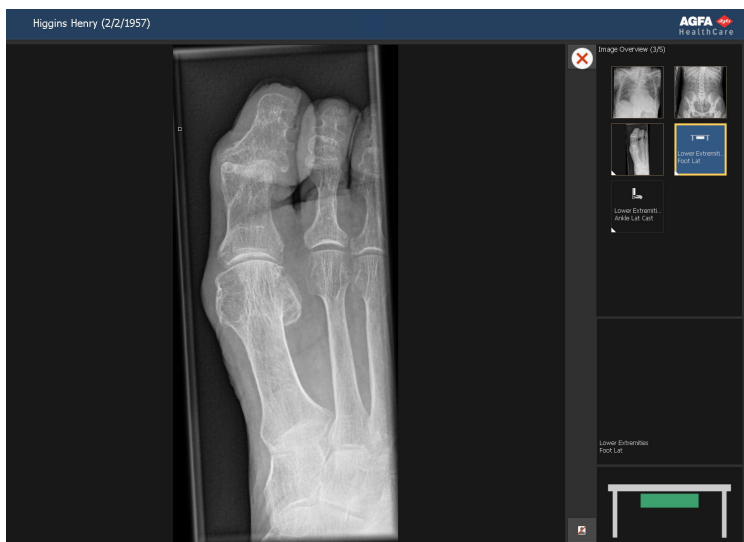 Higgins Henry (2/2/1957)
AGFA
HealthCare
Image Overview (3/5)
Lower Extremiti...
Foot Lat
Lower Extremiti...
Ankle Lat Cast
Lower Extremities
Foot Lat